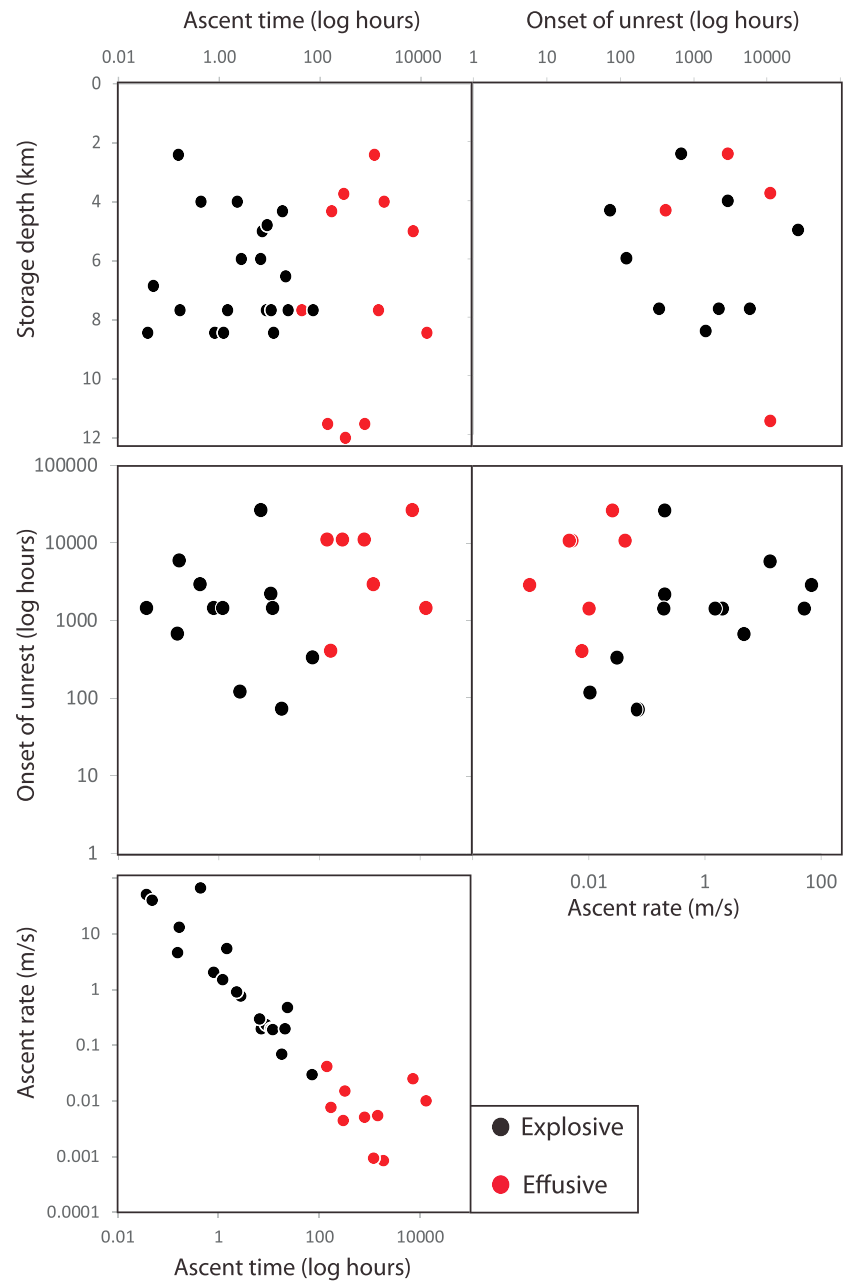 Ascent time (log hours) Onset of unrest (log hours)
0.01 1.00 100 10000 1 10 100 1000 10000
0
2
4
6
8
10
12
Storage depth (km)
100000
10000
1000
100
10
1
Onset of unrest (log hours)
0.01 1 100
Ascent rate (m/s)
10
1
0.1
0.01
0.001
0.0001
Ascent rate (m/s)
Explosive
Effusive
0.01 1 100 10000
Ascent time (log hours)